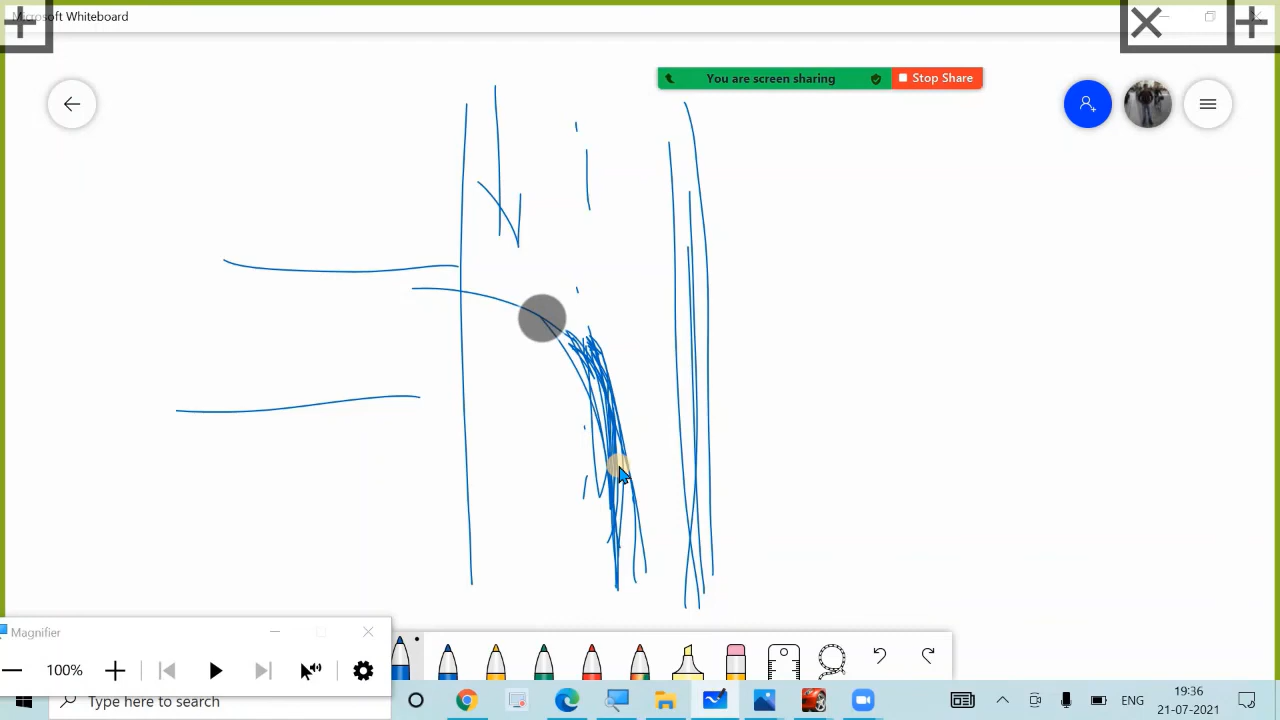 Microsoft Whiteboard
You are screen sharing
Stop Share
Magnifier
100%
Type here to search
ENG
19:36
21-07-2021